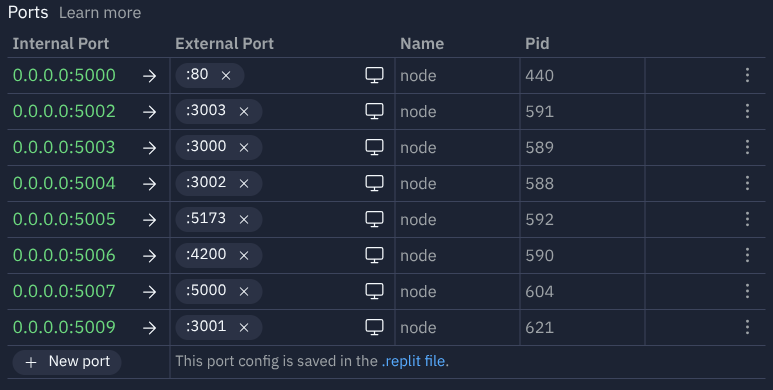 Ports Learn more
Internal Port External Port Name Pid
0.0.0.0:5000 → :80 × node 440
0.0.0.0:5002 → :3003 × node 591
0.0.0.0:5003 → :3000 × node 589
0.0.0.0:5004 → :3002 × node 588
0.0.0.0:5005 → :5173 × node 592
0.0.0.0:5006 → :4200 × node 590
0.0.0.0:5007 → :5000 × node 604
0.0.0.0:5009 → :3001 × node 621
+ New port This port config is saved in the .replit file.